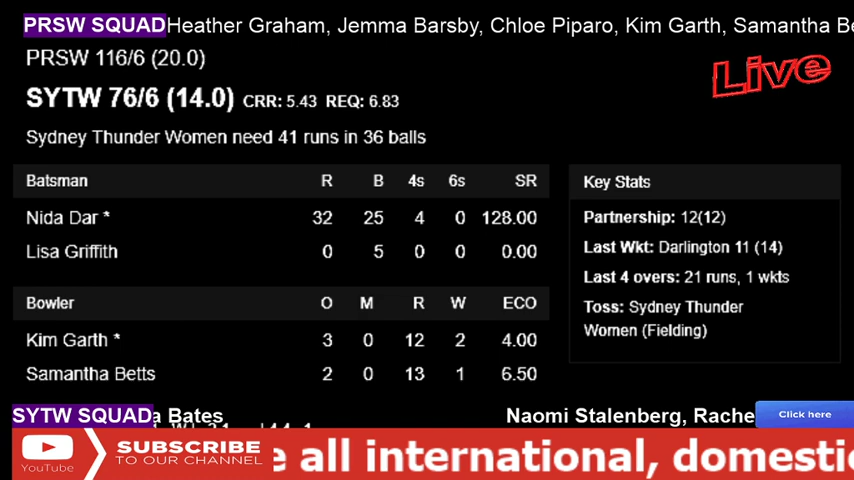 PRSW SQUAD Heather Graham, Jemma Barsby, Chloe Piparo, Kim Garth, Samantha
PRSW 116/6 (20.0)
Live
SYTW 76/6 (14.0) CRR: 5.43 REQ: 6.83
Sydney Thunder Women need 41 runs in 36 balls
Batsman R B 4s 6s SR
Nida Dar * 32 25 4 0 128.00
Lisa Griffith 0 5 0 0 0.00
Bowler O M R W ECO
Kim Garth * 3 0 12 2 4.00
Samantha Betts 2 0 13 1 6.50
Key Stats
Partnership: 12(12)
Last Wkt: Darlington 11 (14)
Last 4 overs: 21 runs, 1 wkts
Toss: Sydney Thunder
Women (Fielding)
SYTW SQUAD a Bates Naomi Stalenberg, Rache
Click here
YouTube
SUBSCRIBE
TO OUR CHANNEL
e all international, domesti